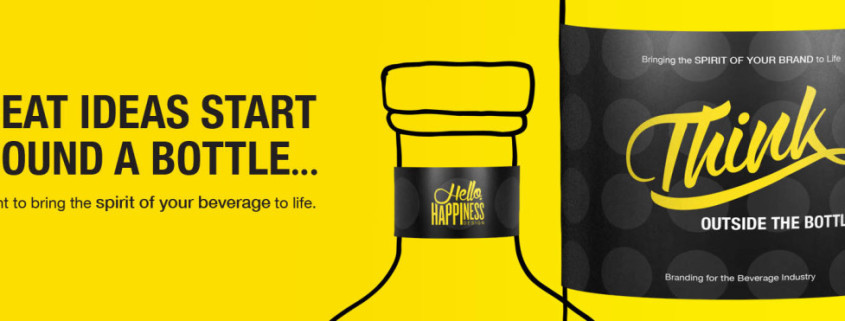 EAT IDEAS START
OUND A BOTTLE...
nt to bring the spirit of your beverage to life.
Hello,
HAPPINESS
DESIGN
Bringing the SPIRIT OF YOUR BRAND to Life
Think
OUTSIDE THE BOTTL
Branding for the Beverage Industry